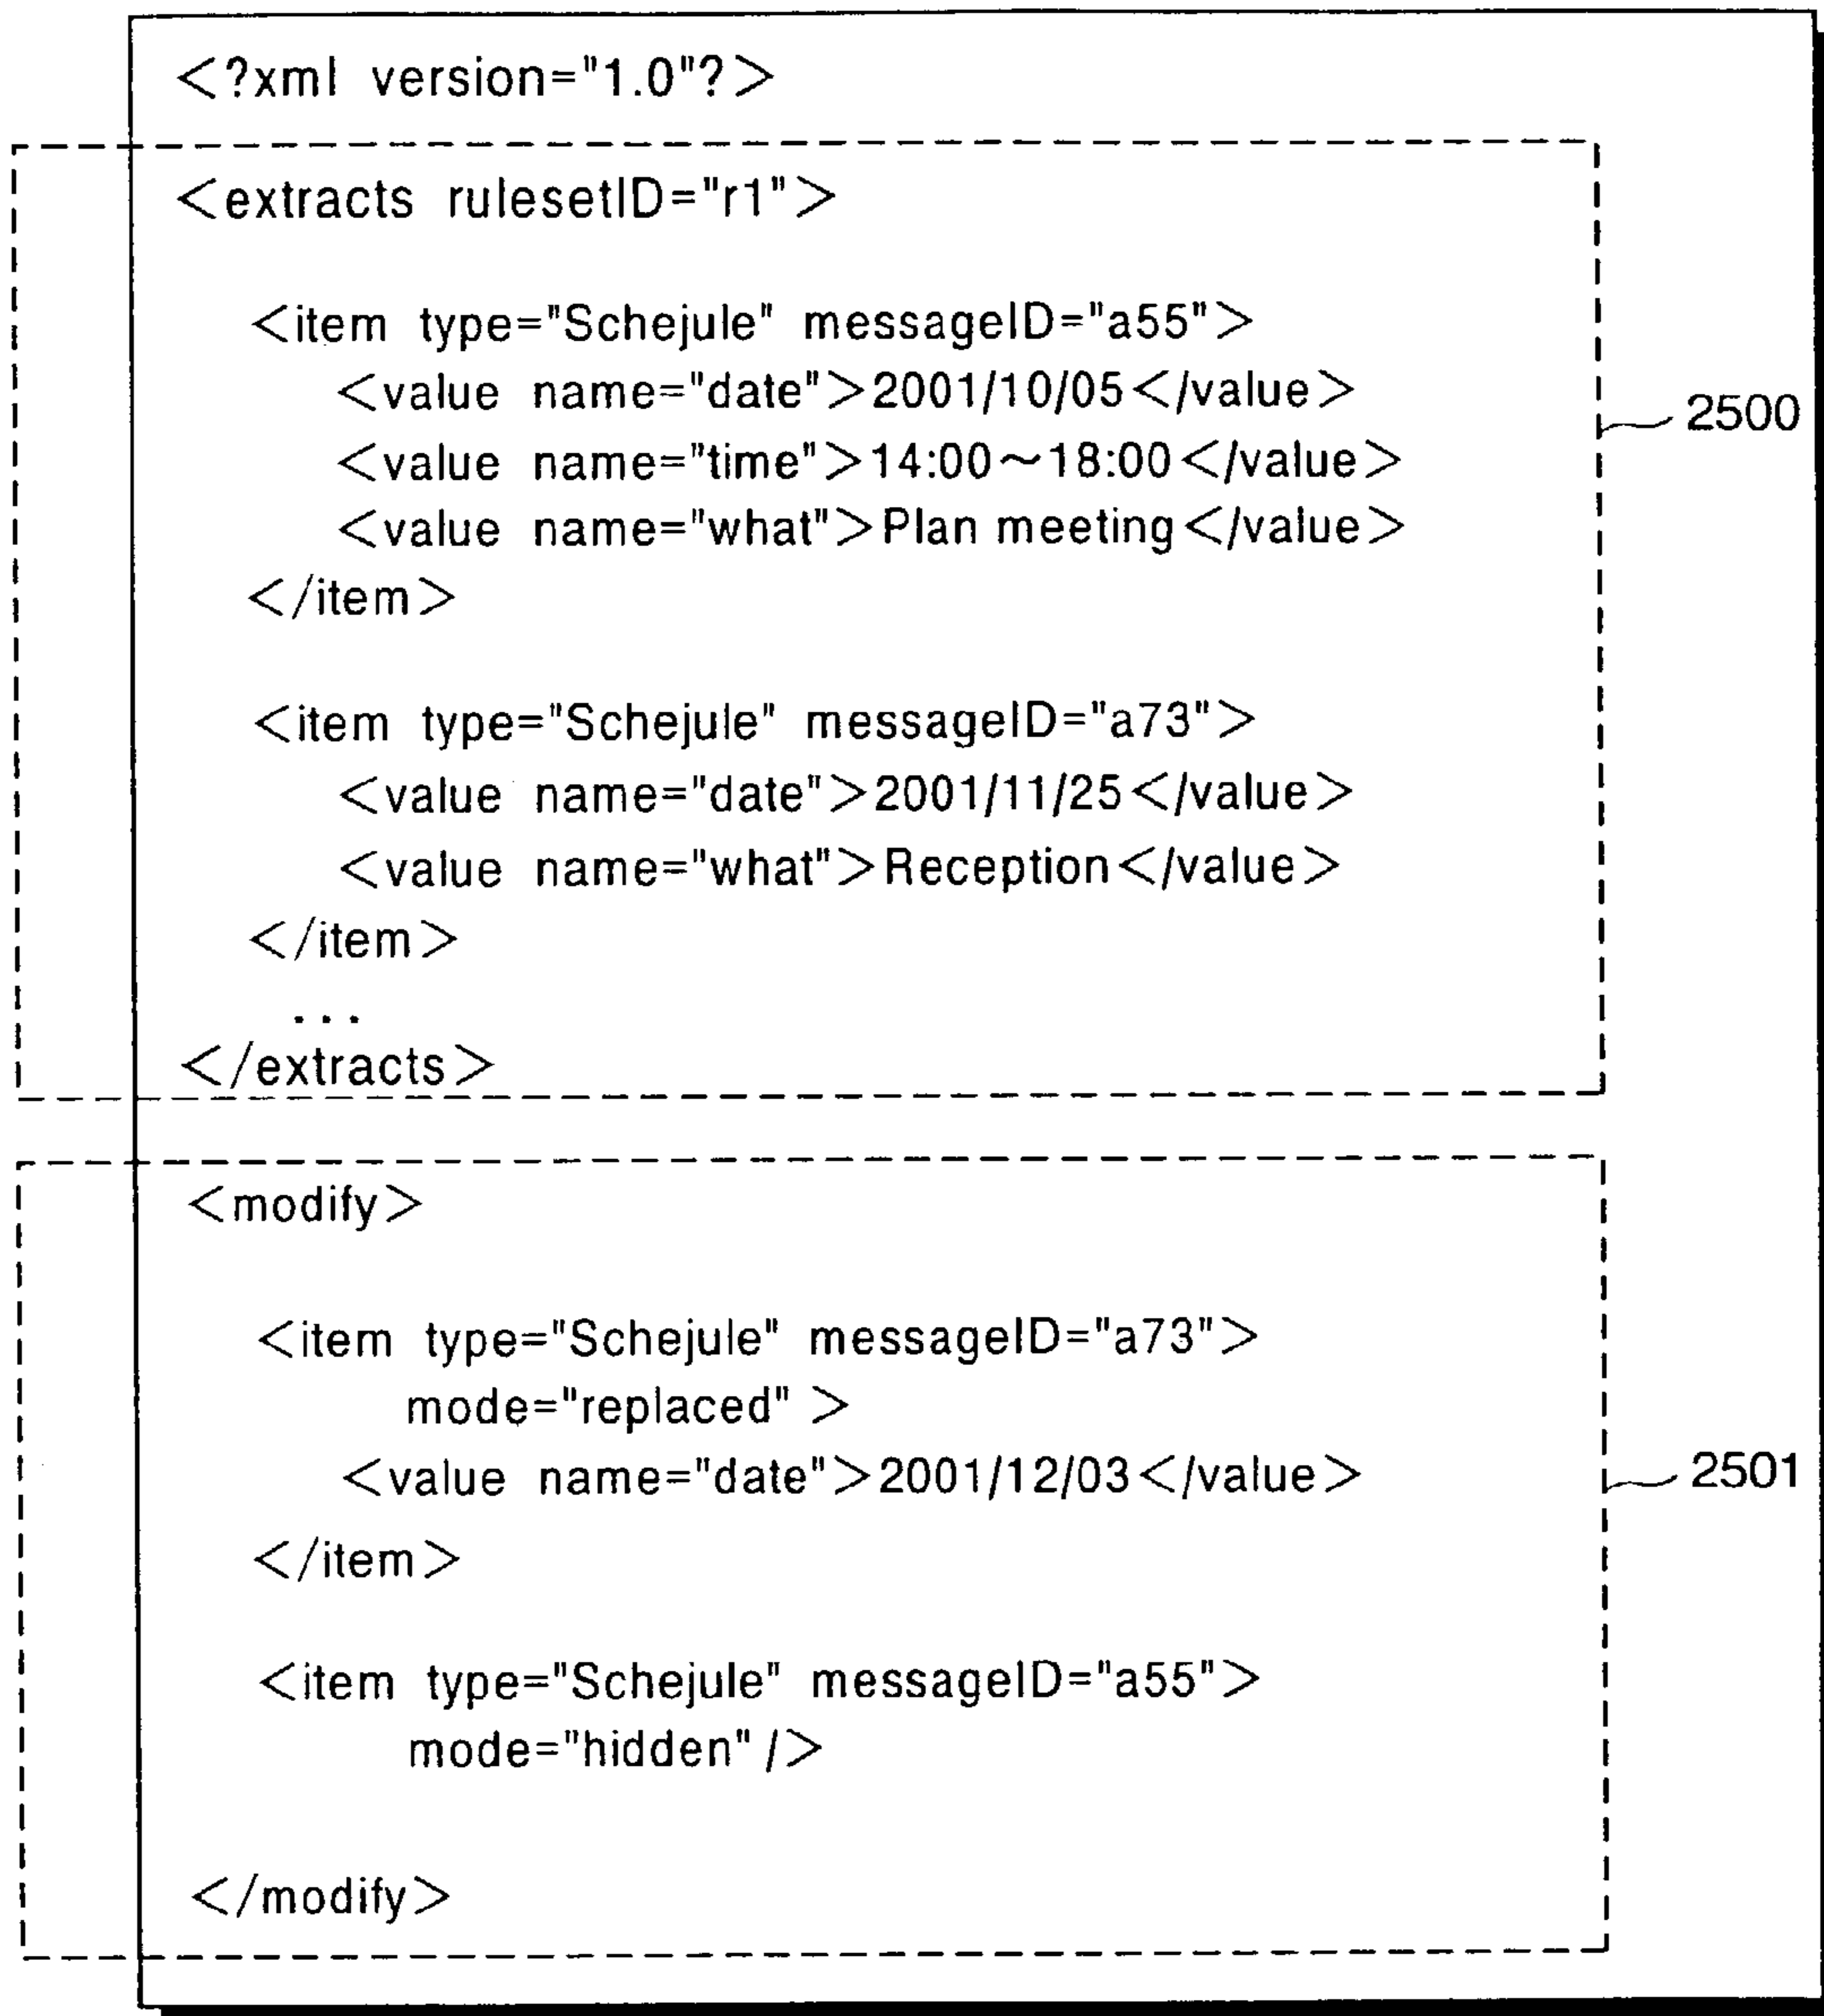 <?xml version="1.0"?>
<extracts rulesetID="r1">
<item type="Schejule" messageID="a55">
<value name="date">2001/10/05</value>
<value name="time">14:00～18:00</value>
<value name="what">Plan meeting</value>
</item>
2500
<item type="Schejule" messageID="a73">
<value name="date">2001/11/25</value>
<value name="what">Reception</value>
</item>
...
</extracts>
<modify>
<item type="Schejule" messageID="a73">
mode="replaced" >
<value name="date">2001/12/03</value>
</item>
2501
<item type="Schejule" messageID="a55">
mode="hidden" />
</modify>